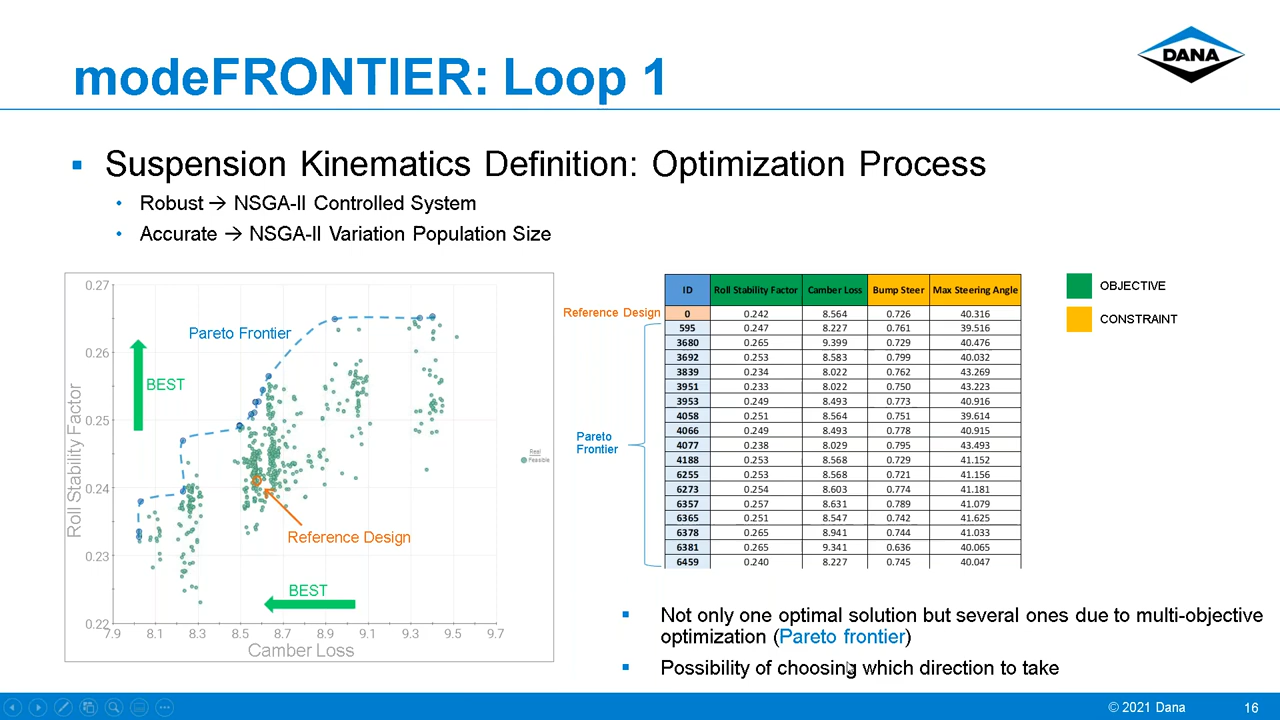 DANA
modeFRONTIER: Loop 1
▪ Suspension Kinematics Definition: Optimization Process
• Robust → NSGA-II Controlled System
• Accurate → NSGA-II Variation Population Size
0.27
0.26
0.25
0.24
0.23
0.22
Roll Stability Factor
7.9 8.1 8.3 8.5 8.7 8.9 9.1 9.3 9.5 9.7
Camber Loss
Pareto Frontier
BEST
Reference Design
BEST
Real
Feasible
Reference Design
Pareto
Frontier
ID Roll Stability Factor Camber Loss Bump Steer Max Steering Angle
0 0.242 8.564 0.726 40.316
595 0.247 8.227 0.761 39.516
3680 0.265 9.399 0.729 40.476
3692 0.253 8.583 0.799 40.032
3839 0.234 8.022 0.762 43.269
3951 0.233 8.022 0.750 43.223
3953 0.249 8.493 0.773 40.916
4058 0.251 8.564 0.751 39.614
4066 0.249 8.493 0.778 40.915
4077 0.238 8.029 0.795 43.493
4188 0.253 8.568 0.729 41.152
6255 0.253 8.568 0.721 41.156
6273 0.254 8.603 0.774 41.181
6357 0.257 8.631 0.789 41.079
6365 0.251 8.547 0.742 41.625
6378 0.265 8.941 0.744 41.033
6381 0.265 9.341 0.636 40.065
6459 0.240 8.227 0.745 40.047
OBJECTIVE
CONSTRAINT
▪ Not only one optimal solution but several ones due to multi-objective
optimization (Pareto frontier)
▪ Possibility of choosing which direction to take
© 2021 Dana 16